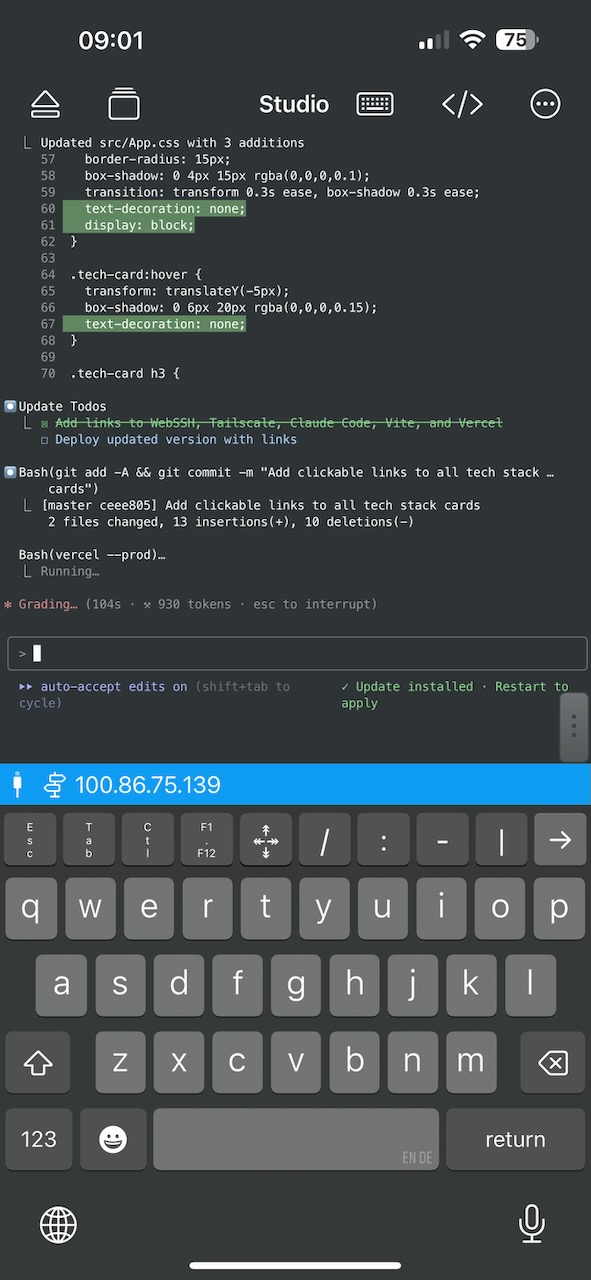 09:01 75
Studio </>
⎿ Updated src/App.css with 3 additions
57 border-radius: 15px;
58 box-shadow: 0 4px 15px rgba(0,0,0,0.1);
59 transition: transform 0.3s ease, box-shadow 0.3s ease;
60 text-decoration: none;
61 display: block;
62 }
63
64 .tech-card:hover {
65 transform: translateY(-5px);
66 box-shadow: 0 6px 20px rgba(0,0,0,0.15);
67 text-decoration: none;
68 }
69
70 .tech-card h3 {
Update Todos
⎿ ☒ Add links to WebSSH, Tailscale, Claude Code, Vite, and Vercel
☐ Deploy updated version with links
Bash(git add -A && git commit -m "Add clickable links to all tech stack …
cards")
⎿ [master ceee805] Add clickable links to all tech stack cards
2 files changed, 13 insertions(+), 10 deletions(-)
Bash(vercel --prod)…
⎿ Running…
✻ Grading… (104s · ⚒ 930 tokens · esc to interrupt)
>
⏵⏵ auto-accept edits on (shift+tab to
cycle)
✓ Update installed · Restart to
apply
100.86.75.139
Esc Tab Ctl F1 . F12 / : - | →
q w e r t y u i o p
a s d f g h j k l
z x c v b n m
123 EN DE return